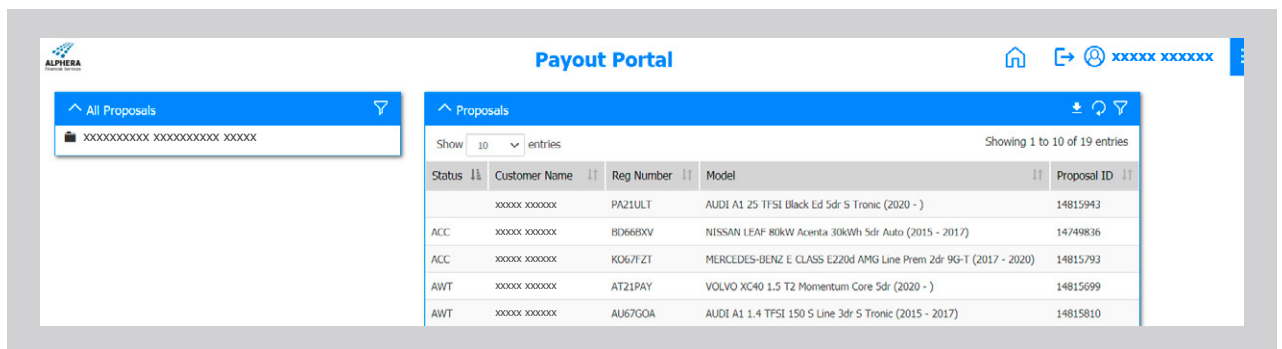 ALPHERA
Financial Services
Payout Portal
xxxxx xxxxxx
All Proposals
xxxxxxxxxx xxxxxxxxxx xxxxx
Proposals
Show 10 entries
Showing 1 to 10 of 19 entries
Status Customer Name Reg Number Model Proposal ID
xxxxx xxxxxx PA21ULT AUDI A1 25 TFSI Black Ed 5dr S Tronic (2020 - ) 14815943
ACC xxxxx xxxxxx BD66BXV NISSAN LEAF 80kW Acenta 30kWh 5dr Auto (2015 - 2017) 14749836
ACC xxxxx xxxxxx KO67FZT MERCEDES-BENZ E CLASS E220d AMG Line Prem 2dr 9G-T (2017 - 2020) 14815793
AWT xxxxx xxxxxx AT21PAY VOLVO XC40 1.5 T2 Momentum Core 5dr (2020 - ) 14815699
AWT xxxxx xxxxxx AU67GOA AUDI A1 1.4 TFSI 150 S Line 3dr S Tronic (2015 - 2017) 14815810